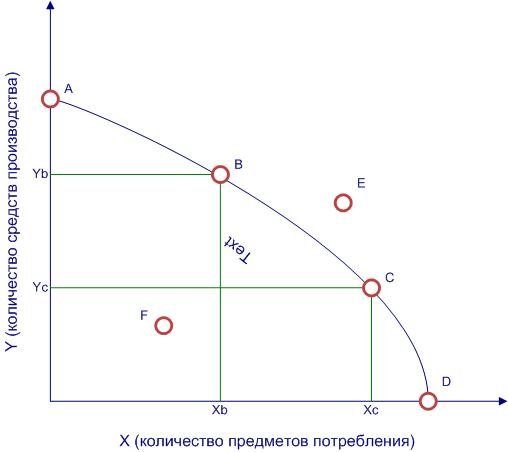 A
B
Yb
E
Text
C
Yc
F
D
Xb
Xc
Y (количество средств производства)
X (количество предметов потребления)